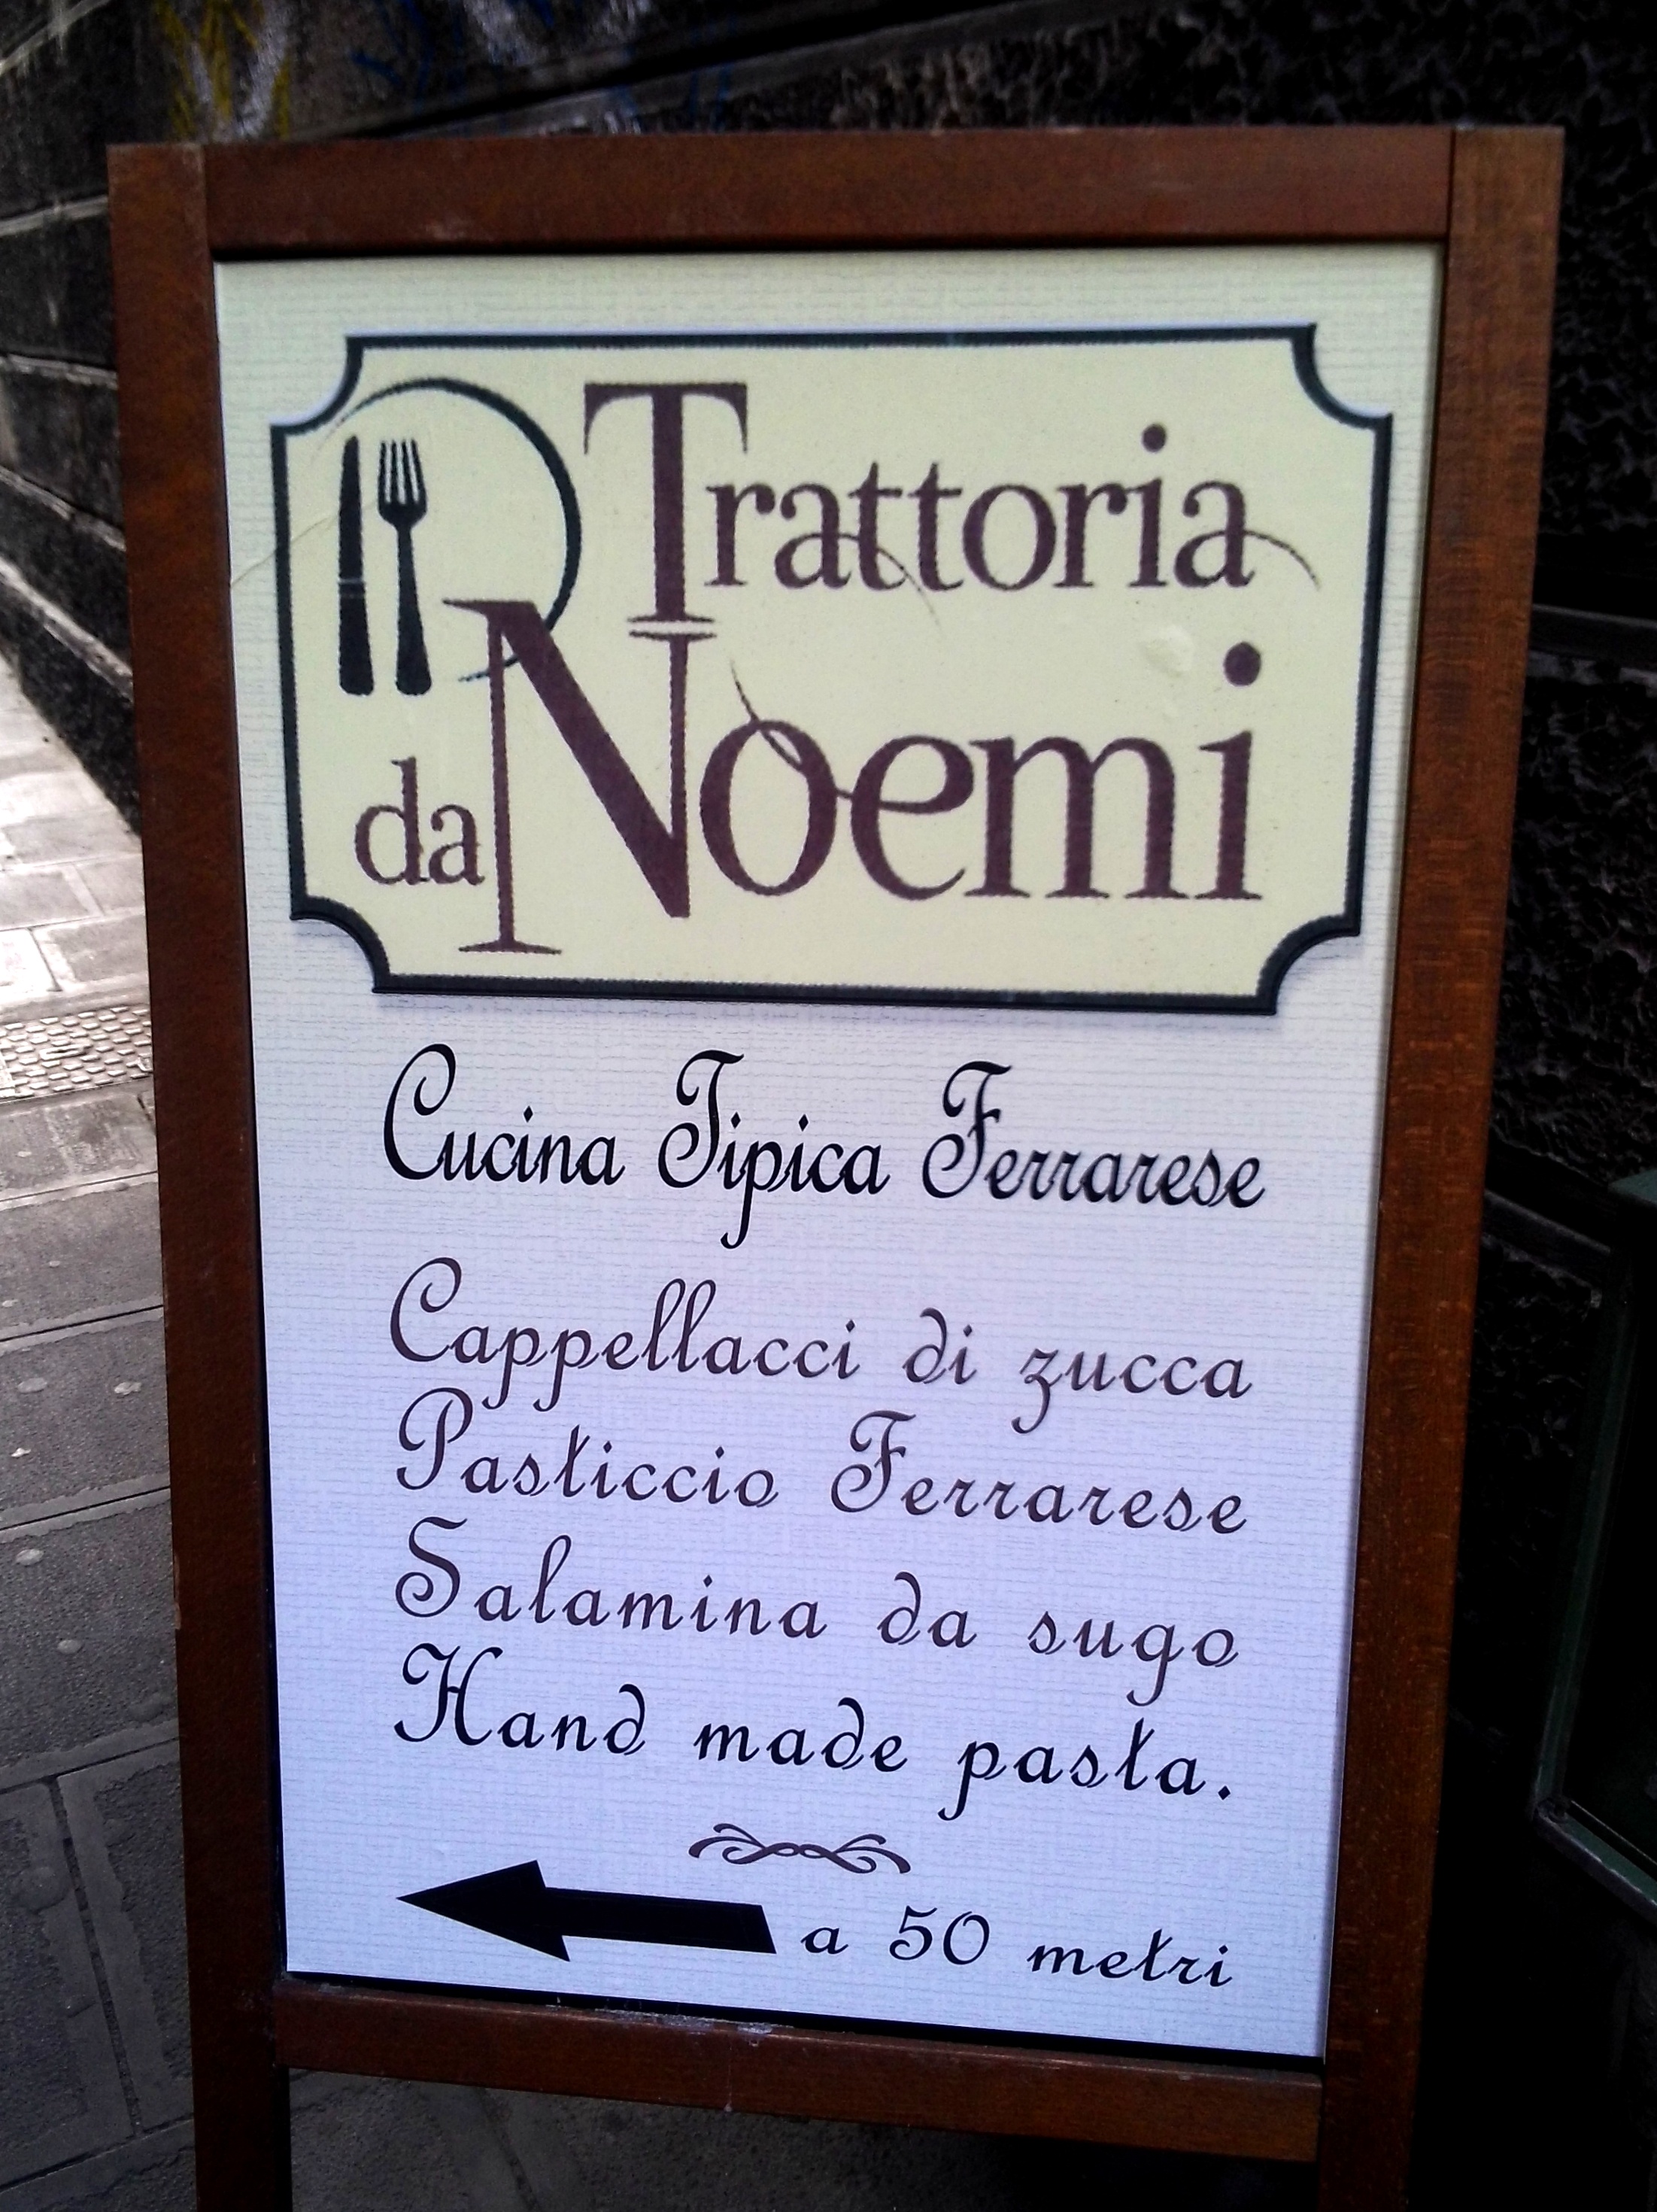 Trattoria
da Noemi
Cucina Tipica Ferrarese
Cappellacci di zucca
Pasticcio Ferrarese
Salamina da sugo
Hand made pasta.
a 50 metri